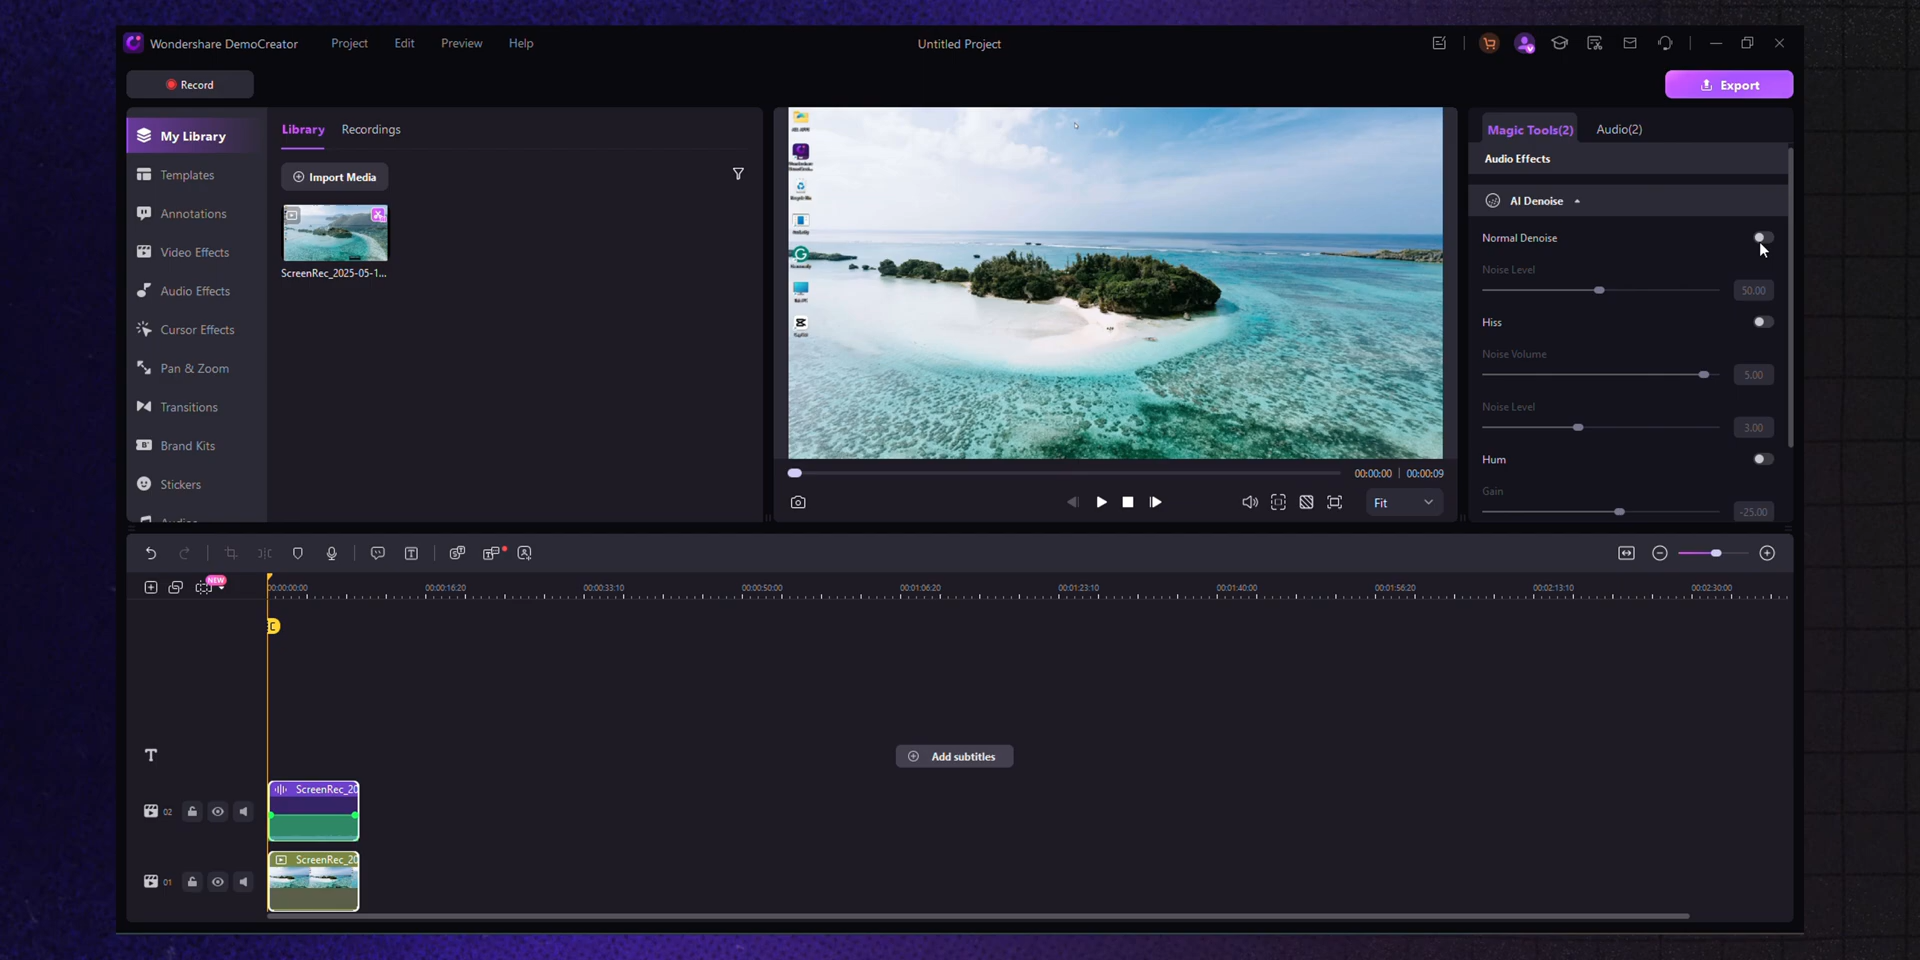 Wondershare DemoCreator
Project
Edit
Preview
Help
Untitled Project
Record
Export
My Library
Templates
Annotations
Video Effects
Audio Effects
Cursor Effects
Pan & Zoom
Transitions
Brand Kits
Stickers
Library
Recordings
Import Media
ScreenRec_2025-05-1...
00:00:00 | 00:00:09
Fit
Magic Tools(2)
Audio(2)
Audio Effects
AI Denoise
Normal Denoise
Noise Level
50.00
Hiss
Noise Volume
5.00
Noise Level
3.00
Hum
Gain
-25.00
NEW
00:00:00:00
00:00:16:20
00:00:33:10
00:00:50:00
00:01:06:20
00:01:23:10
00:01:40:00
00:01:56:20
00:02:13:10
00:02:30:00
T
Add subtitles
02
ScreenRec_20
01
ScreenRec_20